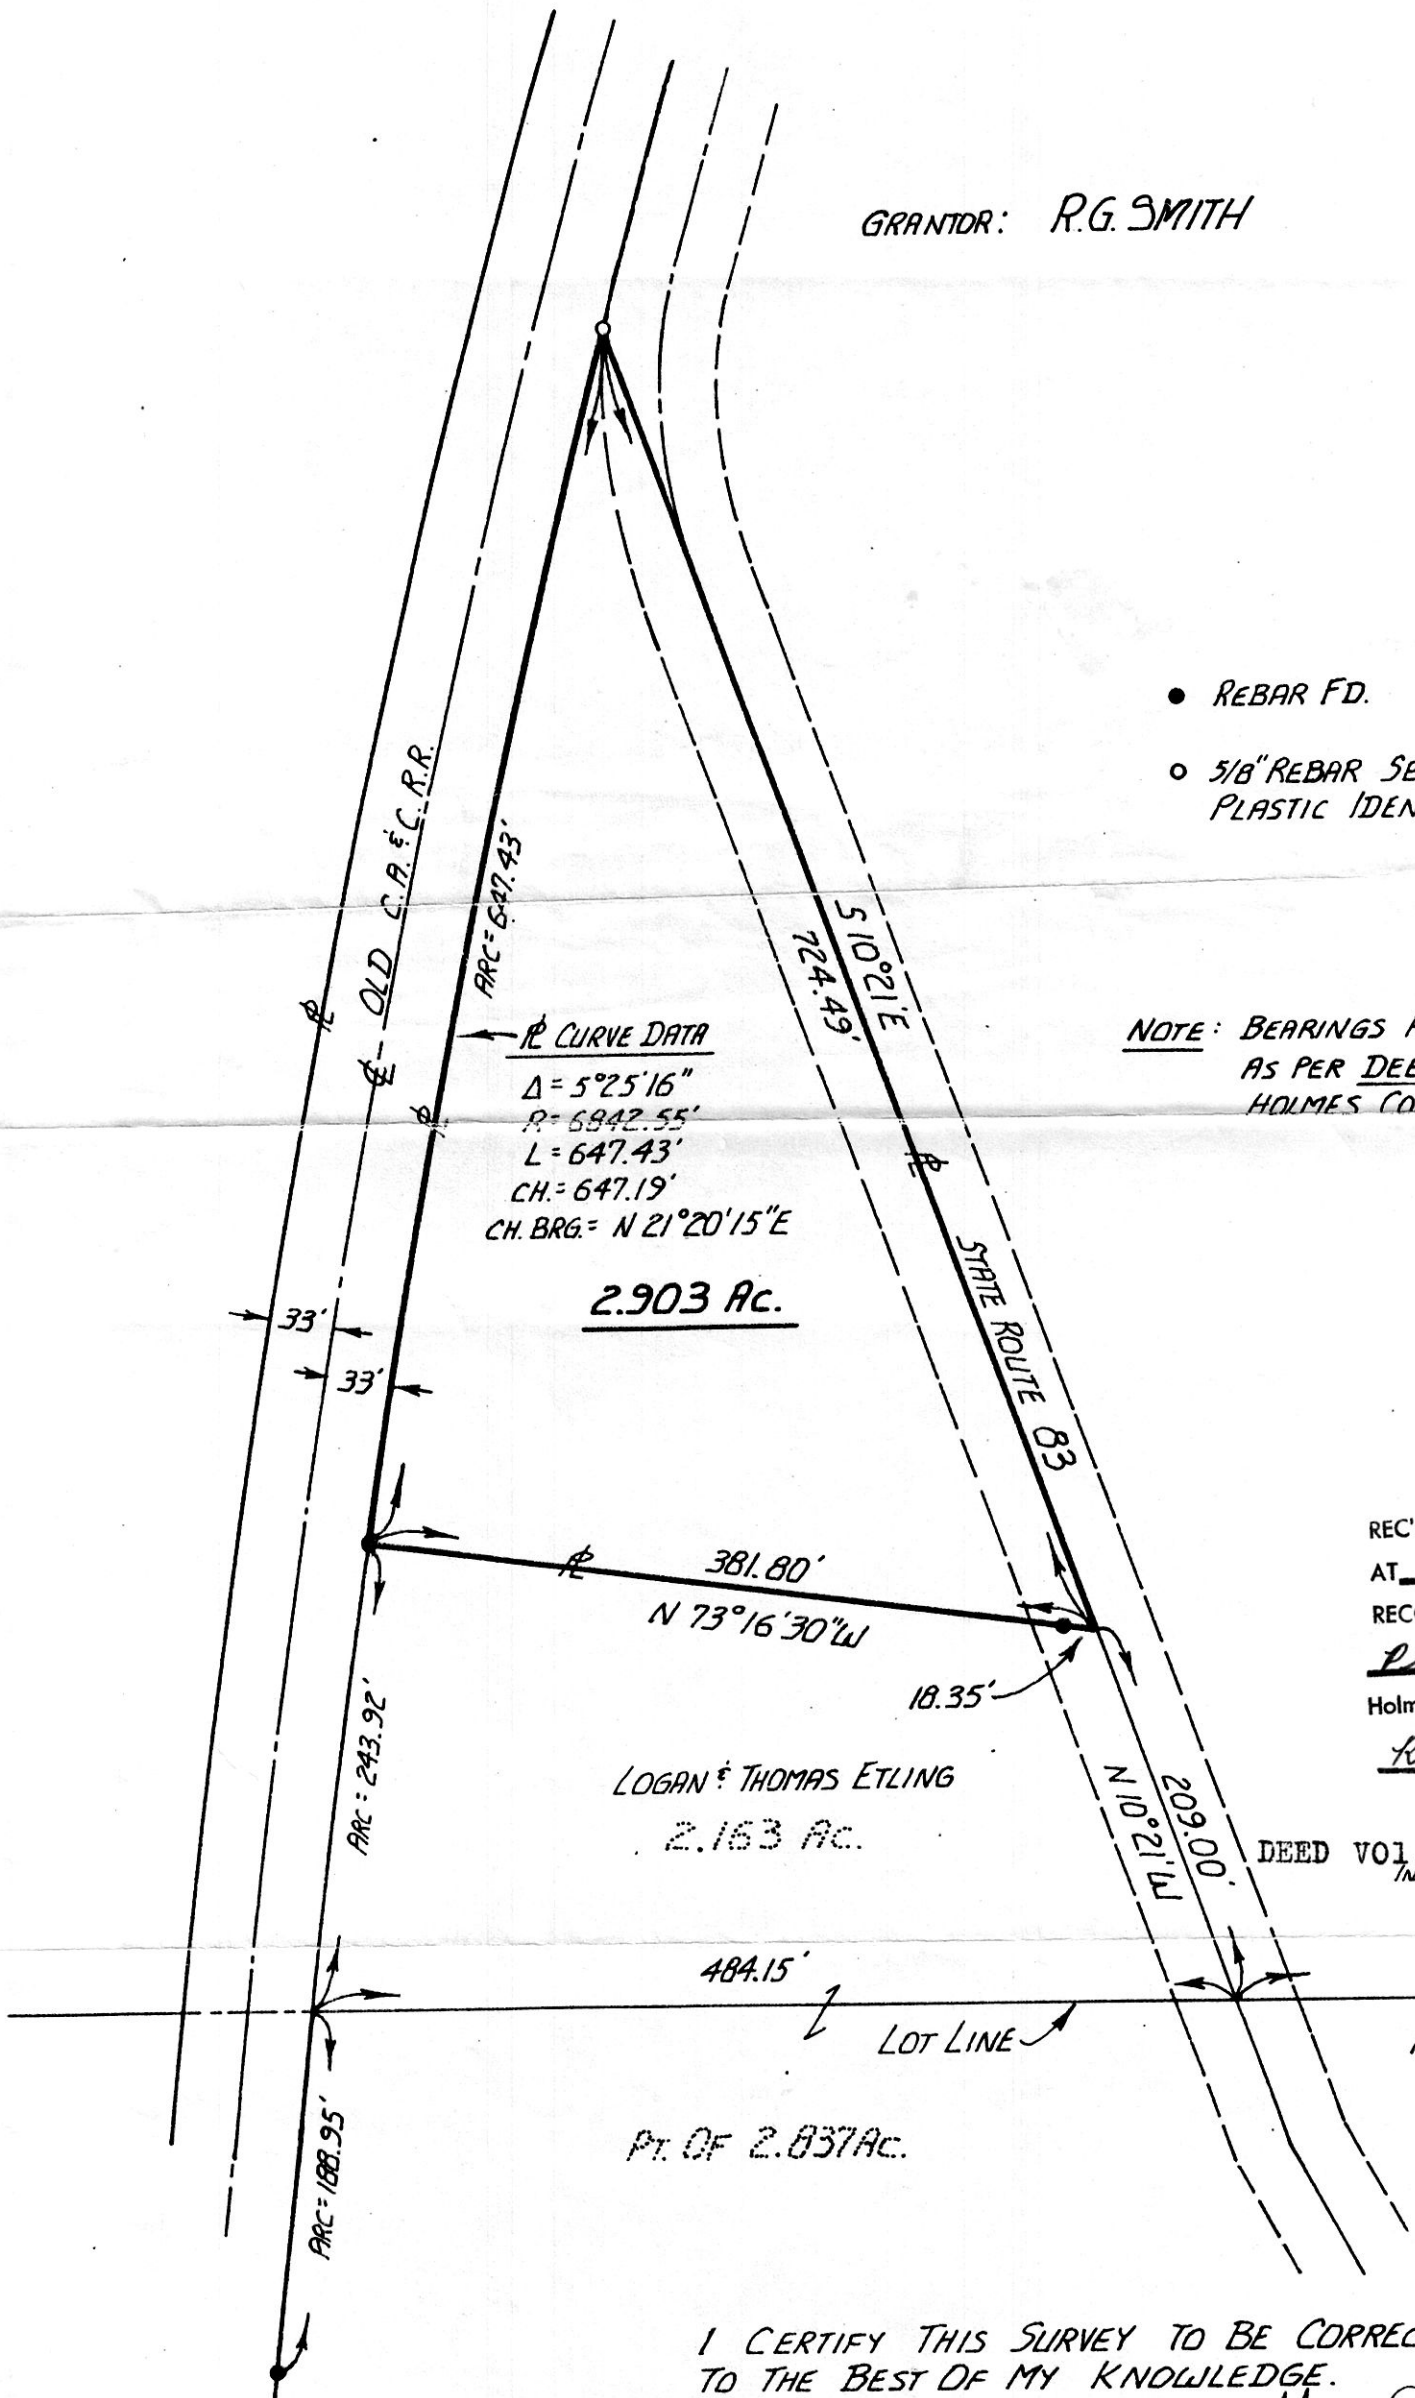 GRANTOR: R.G. SMITH
● REBAR FD.
○ 5/8" REBAR SE
PLASTIC IDEN
OLD C.A. & C. R.R.
ARC = 647.43'
S 10°21'E
724.49'
℄
NOTE: BEARINGS
AS PER DEE
HOLMES CO
CURVE DATA
Δ = 5°25'16"
R = 6842.55'
L = 647.43'
CH. = 647.19'
CH. BRG. = N 21°20'15"E
2.903 AC.
STATE ROUTE 83
33'
33'
REC'
AT
REC
Holm
381.80'
N 73°16'30"W
18.35'
ARC = 243.92'
LOGAN & THOMAS ETLING
2.163 AC.
209.00'
N 10°21'W
DEED VOl
484.15'
LOT LINE
PT. OF 2.837 AC.
ARC = 188.95'
I CERTIFY THIS SURVEY TO BE CORREC
TO THE BEST OF MY KNOWLEDGE.